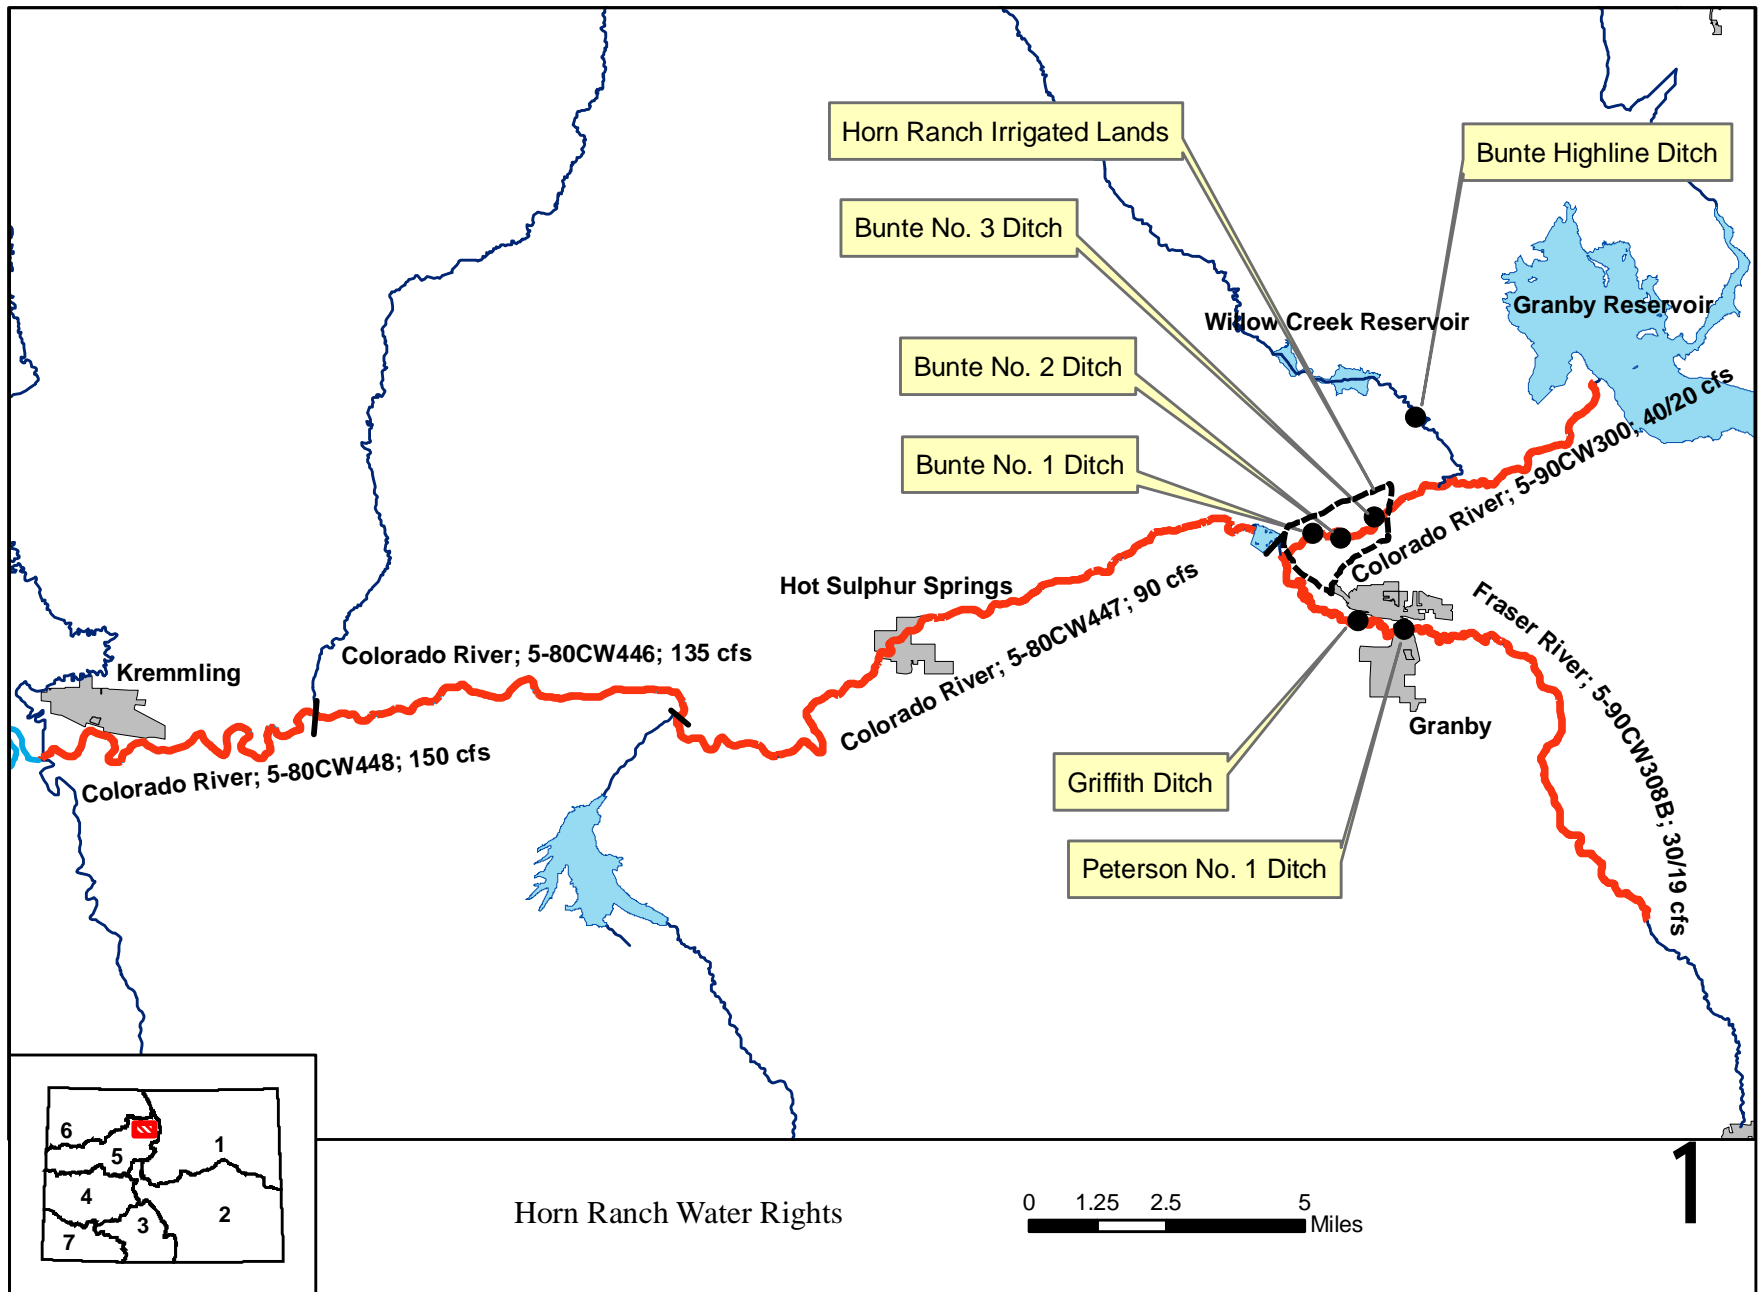 Horn Ranch Irrigated Lands
Bunte Highline Ditch
Bunte No. 3 Ditch
Granby Reservoir
Willow Creek Reservoir
Bunte No. 2 Ditch
Colorado River; 5-90CW300; 40/20 cfs
Bunte No. 1 Ditch
Hot Sulphur Springs
Colorado River; 5-80CW447; 90 cfs
Fraser River; 5-90CW308B; 30/19 cfs
Colorado River; 5-80CW446; 135 cfs
Kremmling
Granby
Colorado River; 5-80CW448; 150 cfs
Griffith Ditch
Peterson No. 1 Ditch
6
1
5
4
2
3
7
Horn Ranch Water Rights
0 1.25 2.5 5
Miles
1